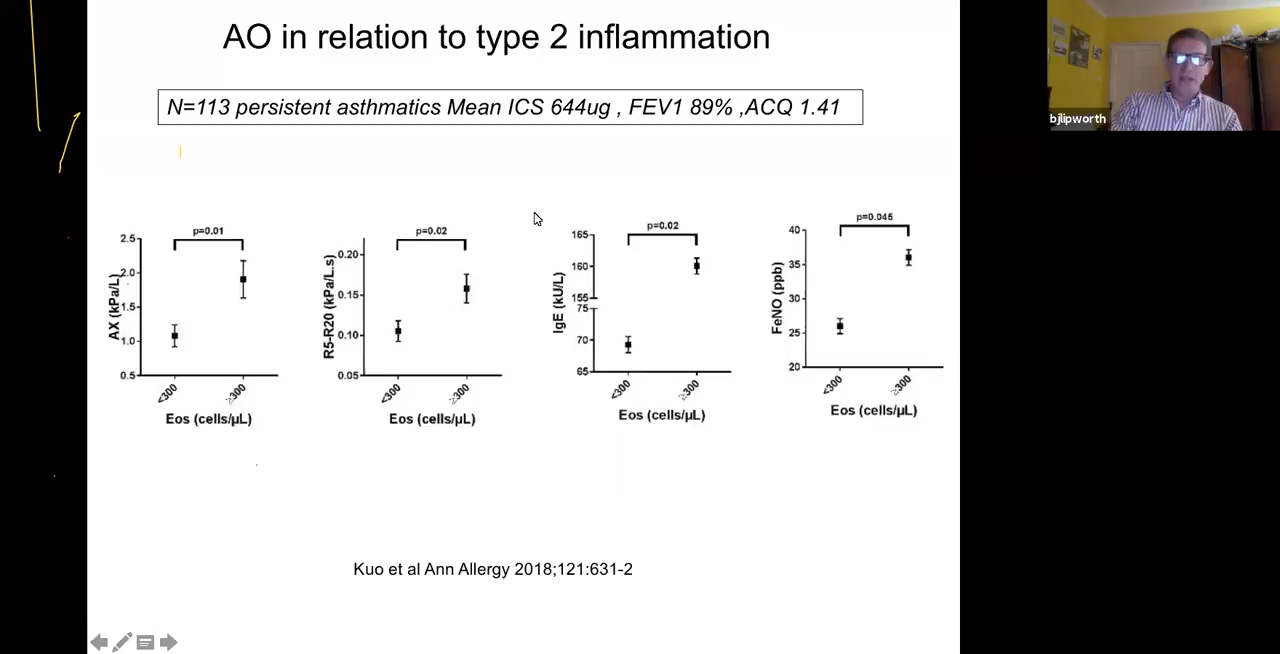 AO in relation to type 2 inflammation
N=113 persistent asthmatics Mean ICS 644ug , FEV1 89% ,ACQ 1.41
bjlipworth
p=0.01
2.5
2.0
1.5
1.0
0.5
AX (kPa/L)
<300
≥300
Eos (cells/µL)
p=0.02
0.20
0.15
0.10
0.05
R5-R20 (kPa/L.s)
<300
≥300
Eos (cells/µL)
p=0.02
165
160
155
75
70
65
IgE (kU/L)
<300
≥300
Eos (cells/µL)
p=0.045
40
35
30
25
20
FeNO (ppb)
<300
≥300
Eos (cells/µL)
Kuo et al Ann Allergy 2018;121:631-2